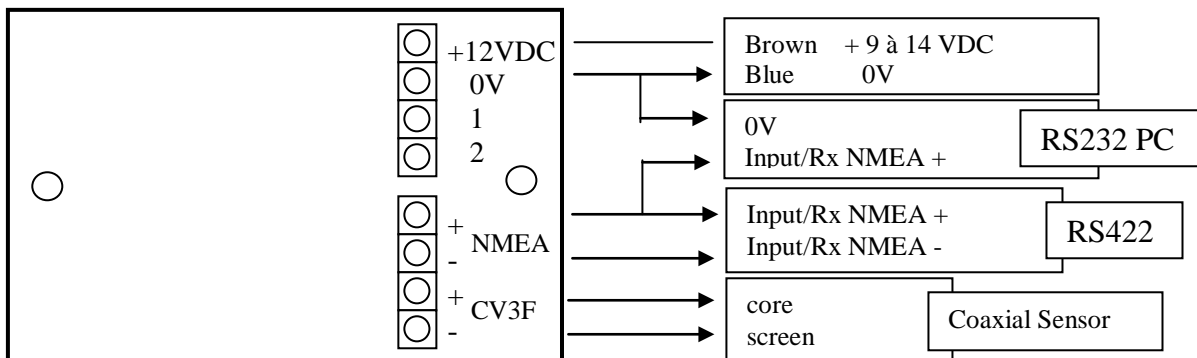 +12VDC
0V
1
2
+
NMEA
-
+
CV3F
-
Brown + 9 à 14 VDC
Blue 0V
0V
Input/Rx NMEA +
RS232 PC
Input/Rx NMEA +
Input/Rx NMEA -
RS422
core
screen
Coaxial Sensor